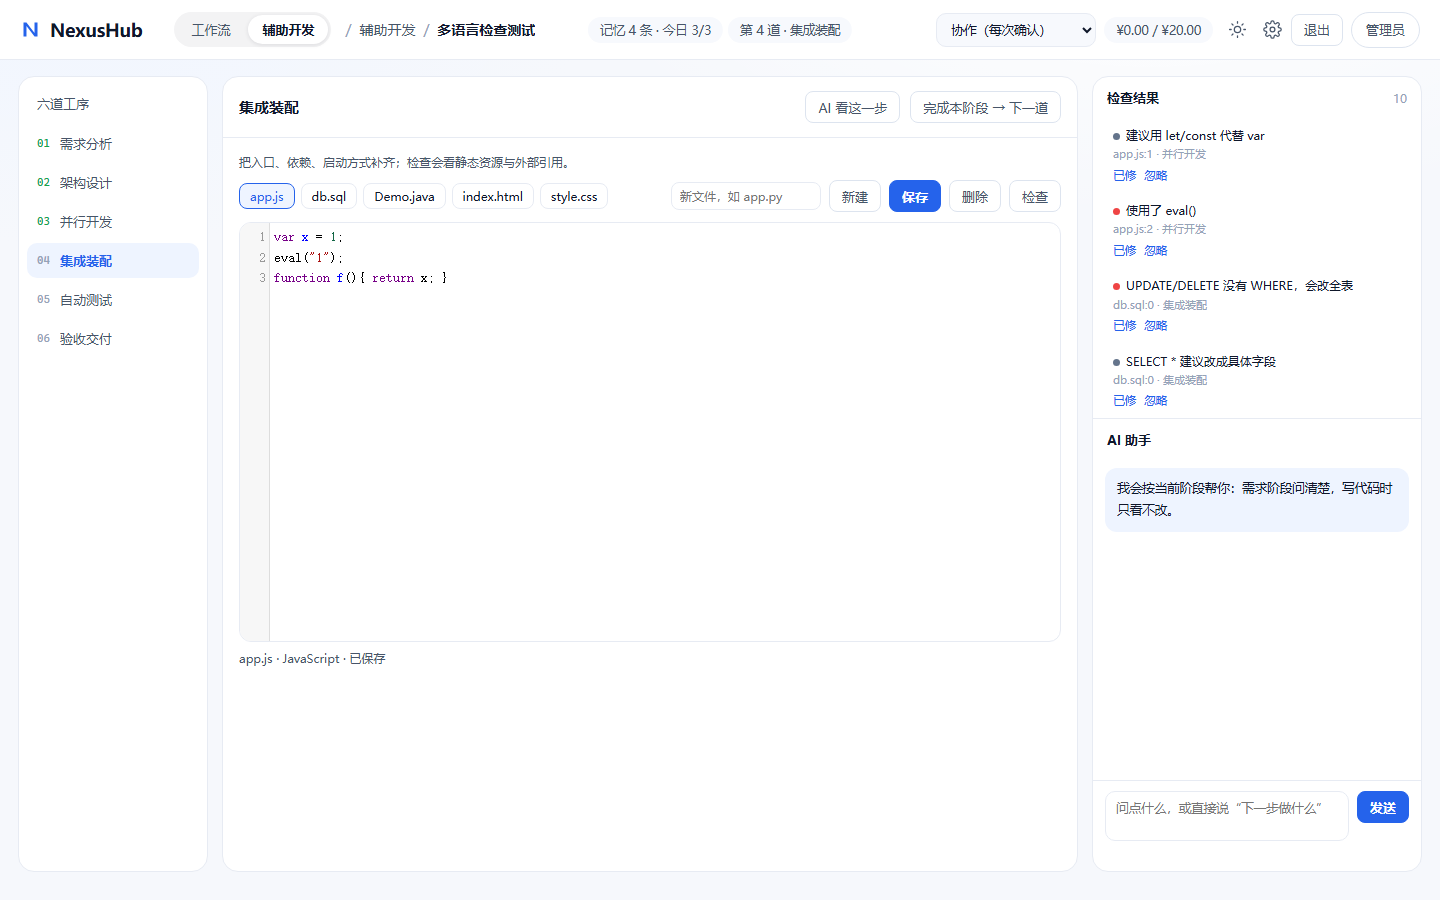 NexusHub 工作流 辅助开发 / 辅助开发 / 多语言检查测试 记忆 4 条 · 今日 3/3 第 4 道 · 集成装配 协作（每次确认） ¥0.00 / ¥20.00 退出 管理员
六道工序
01 需求分析
02 架构设计
03 并行开发
04 集成装配
05 自动测试
06 验收交付
集成装配 AI 看这一步 完成本阶段 → 下一道
把入口、依赖、启动方式补齐；检查会看静态资源与外部引用。
app.js db.sql Demo.java index.html style.css 新文件，如 app.py 新建 保存 删除 检查
1 var x = 1;
2 eval("1");
3 function f(){ return x; }
app.js · JavaScript · 已保存
检查结果 10
建议用 let/const 代替 var
app.js:1 · 并行开发
已修 忽略
使用了 eval()
app.js:2 · 并行开发
已修 忽略
UPDATE/DELETE 没有 WHERE，会改全表
db.sql:0 · 集成装配
已修 忽略
SELECT * 建议改成具体字段
db.sql:0 · 集成装配
已修 忽略
AI 助手
我会按当前阶段帮你：需求阶段问清楚，写代码时
只看不改。
问点什么，或直接说“下一步做什么” 发送